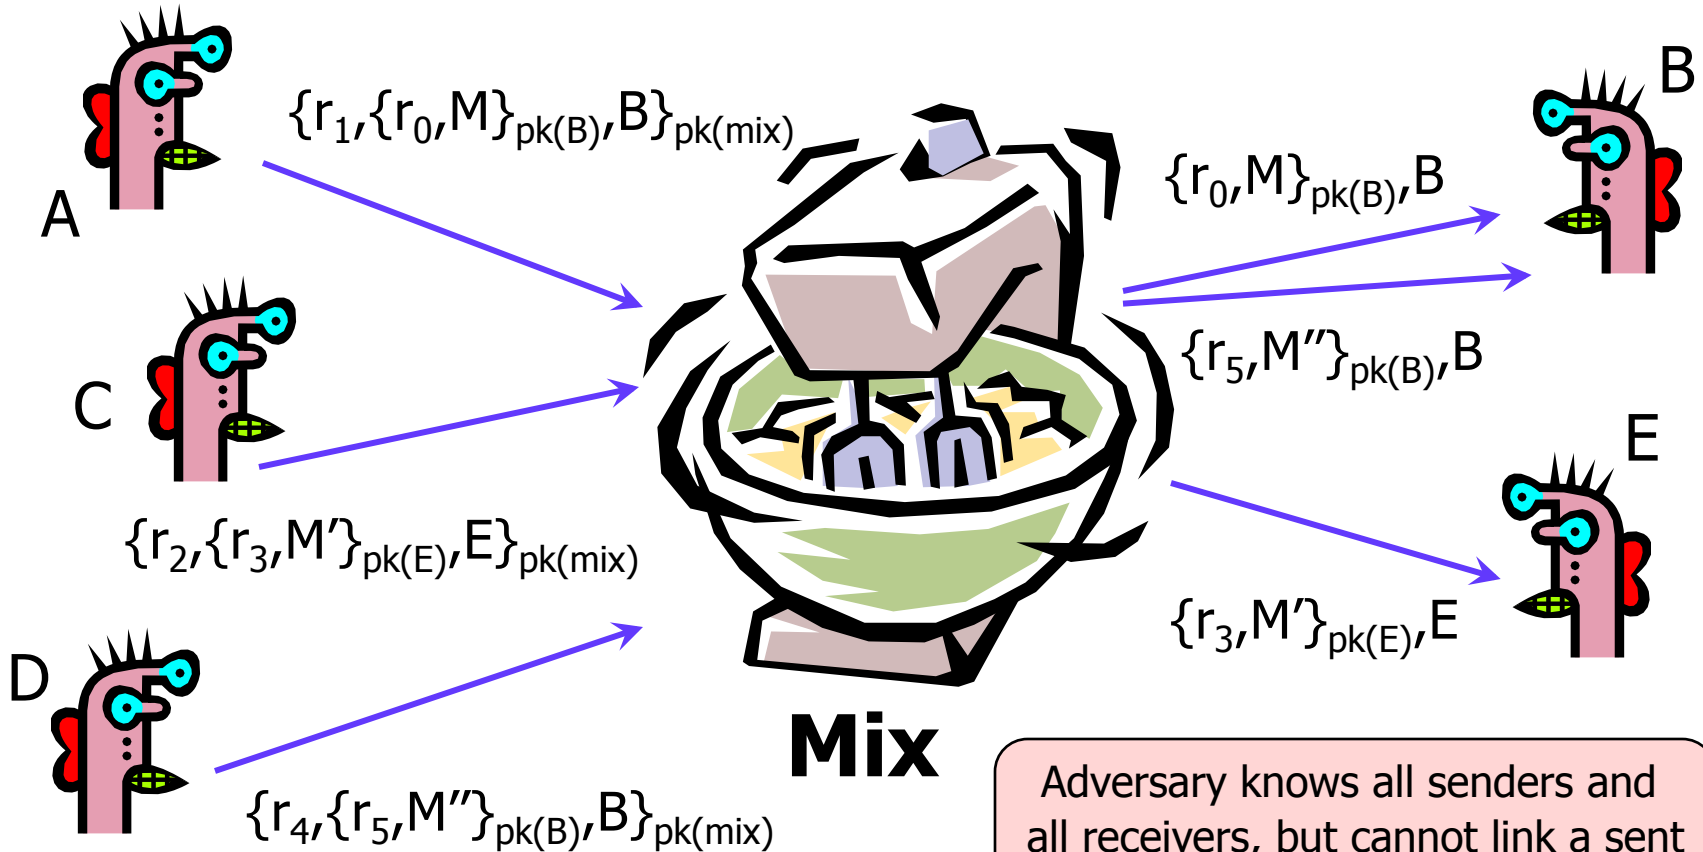 A
{r₁,{r₀,M}pk(B),B}pk(mix)
C
{r₂,{r₃,M′}pk(E),E}pk(mix)
D
{r₄,{r₅,M″}pk(B),B}pk(mix)
Mix
B
{r₀,M}pk(B),B
{r₅,M″}pk(B),B
E
{r₃,M′}pk(E),E
Adversary knows all senders and
all receivers, but cannot link a sent